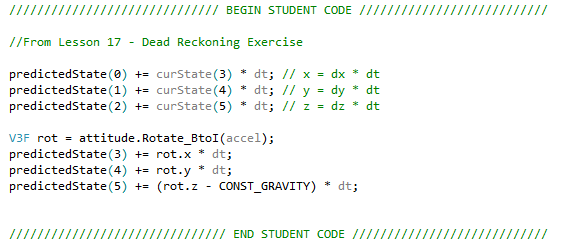 ////////////////////////////// BEGIN STUDENT CODE ///////////////////////////
//From Lesson 17 - Dead Reckoning Exercise
predictedState(0) += curState(3) * dt; // x = dx * dt
predictedState(1) += curState(4) * dt; // y = dy * dt
predictedState(2) += curState(5) * dt; // z = dz * dt
V3F rot = attitude.Rotate_BtoI(accel);
predictedState(3) += rot.x * dt;
predictedState(4) += rot.y * dt;
predictedState(5) += (rot.z - CONST_GRAVITY) * dt;
/////////////////////////////// END STUDENT CODE ////////////////////////////